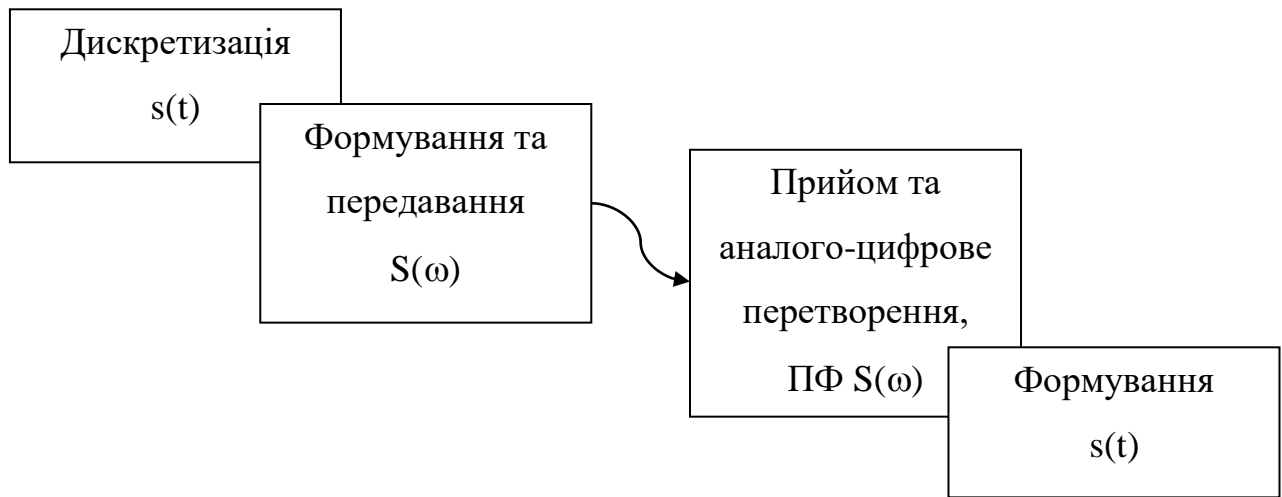 Дискретизація
s(t)
Формування та
передавання
S(ω)
Прийом та
аналого-цифрове
перетворення,
ПФ S(ω)
Формування
s(t)